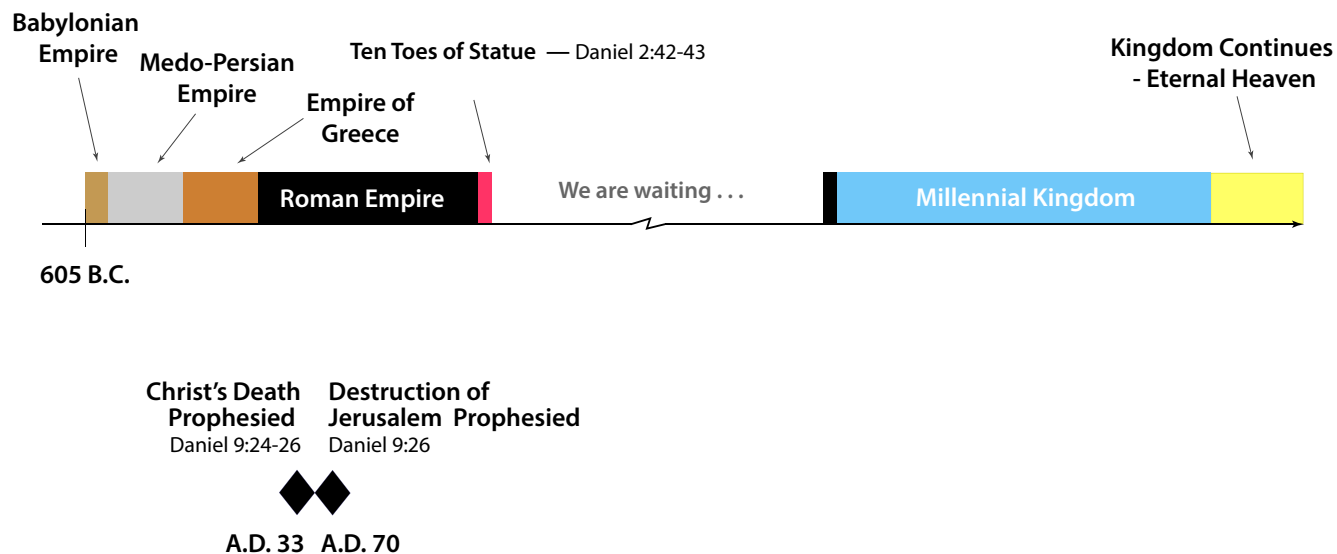 Babylonian
Empire
Medo-Persian
Empire
Empire of
Greece
Ten Toes of Statue — Daniel 2:42-43
Kingdom Continues
- Eternal Heaven
Roman Empire
We are waiting . . .
Millennial Kingdom
605 B.C.
Christ’s Death
Prophesied
Daniel 9:24-26
Destruction of
Jerusalem Prophesied
Daniel 9:26
A.D. 33
A.D. 70